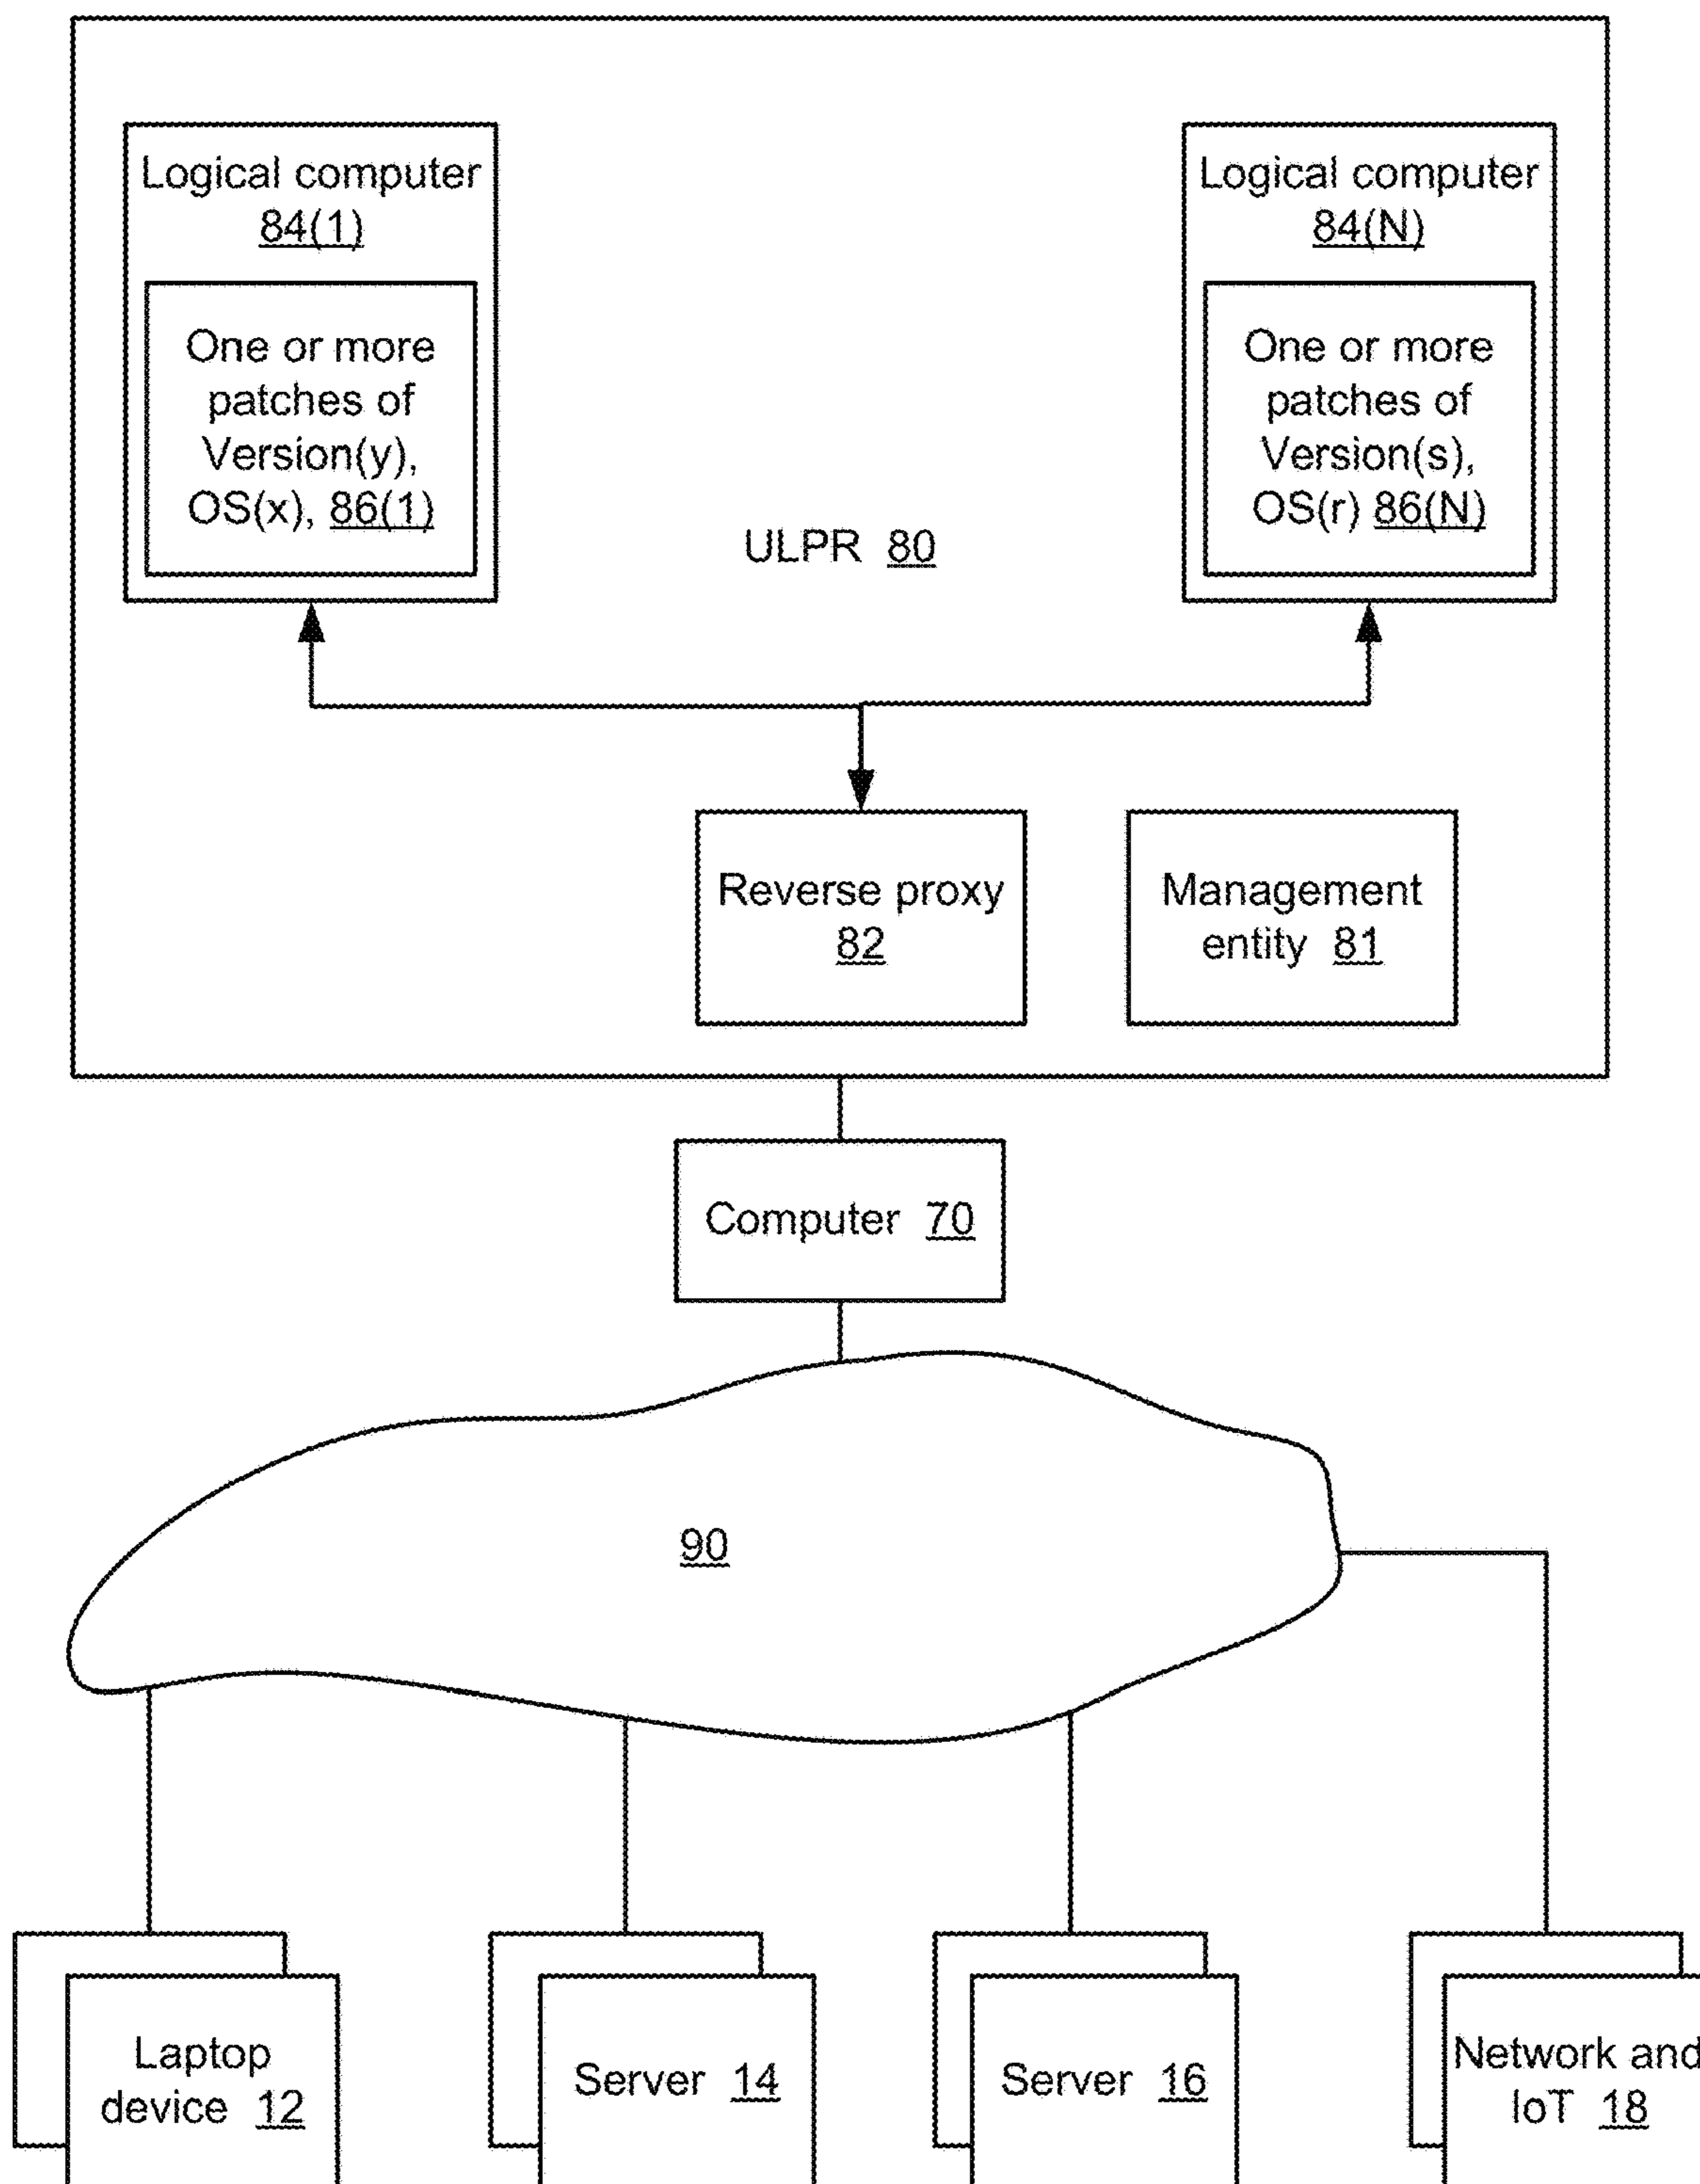 Logical computer
84(1)
One or more
patches of
Version(y),
OS(x), 86(1)
Logical computer
84(N)
One or more
patches of
Version(s),
OS(r) 86(N)
ULPR 80
Reverse proxy
82
Management
entity 81
Computer 70
90
Laptop
device 12
Server 14
Server 16
Network and
IoT 18